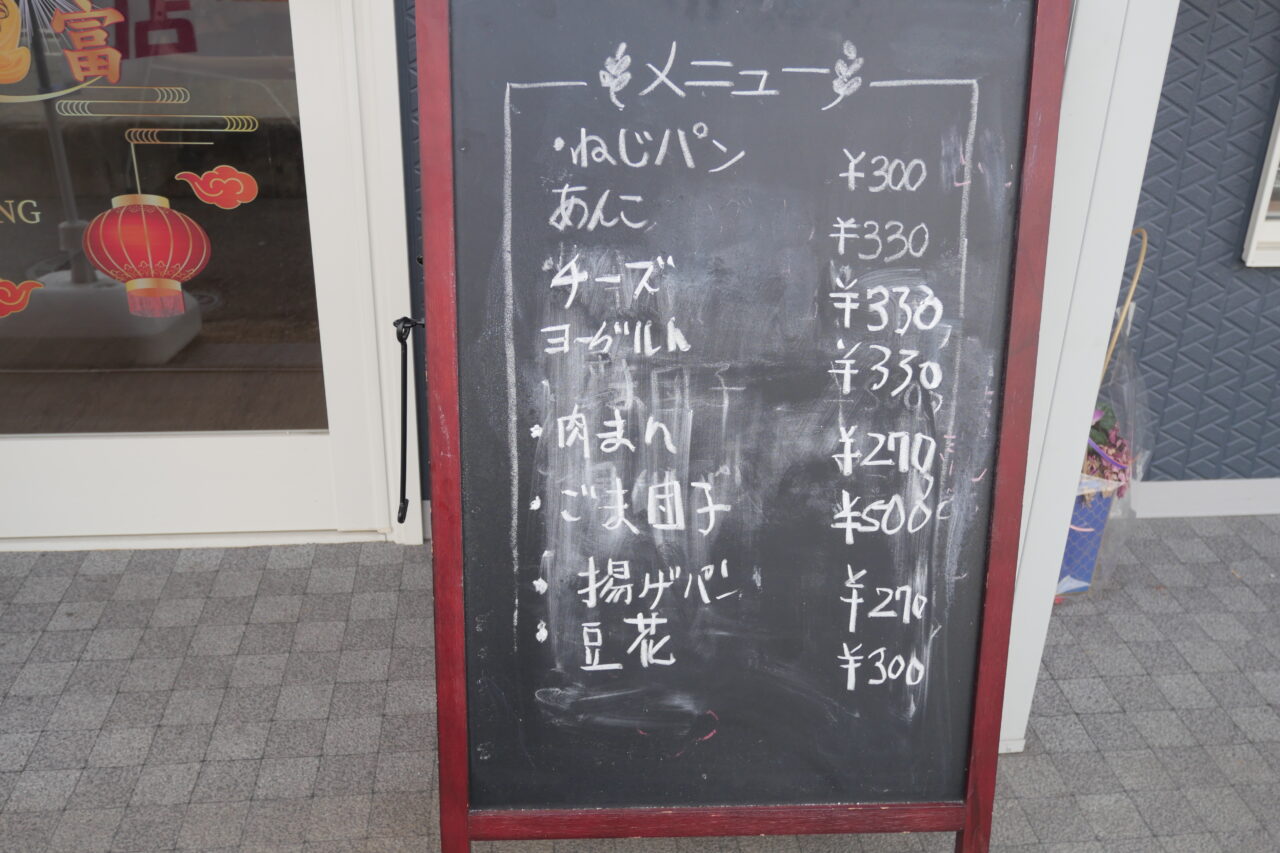 富
店
NG
メニュー
・ねじパン ¥300
あんこ ¥330
チーズ ¥330
ヨーグルト ¥330
・肉まん ¥270
・ごま団子 ¥500
・揚げパン ¥270
・豆花 ¥300